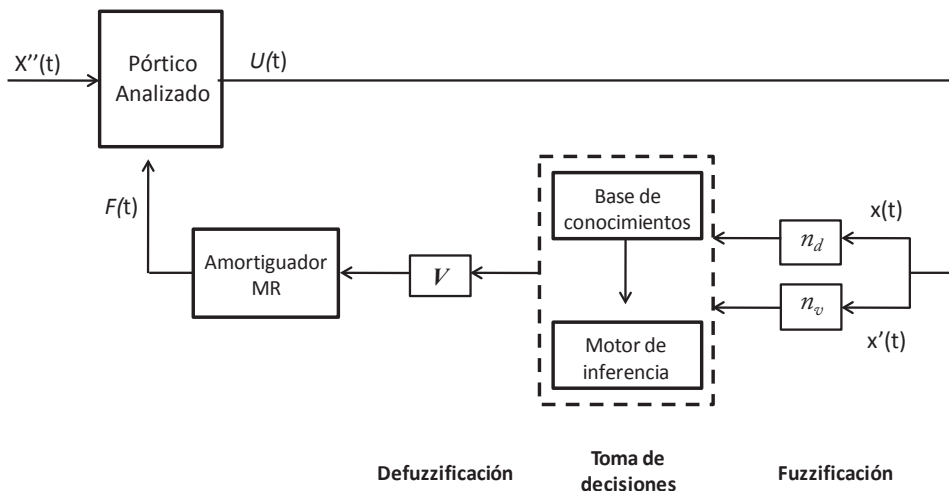 X’’(t)
Pórtico
Analizado
U(t)
F(t)
Amortiguador
MR
V
Base de
conocimientos
Motor de
inferencia
n_d
n_v
x(t)
x’(t)
Defuzzificación
Toma de
decisiones
Fuzzificación